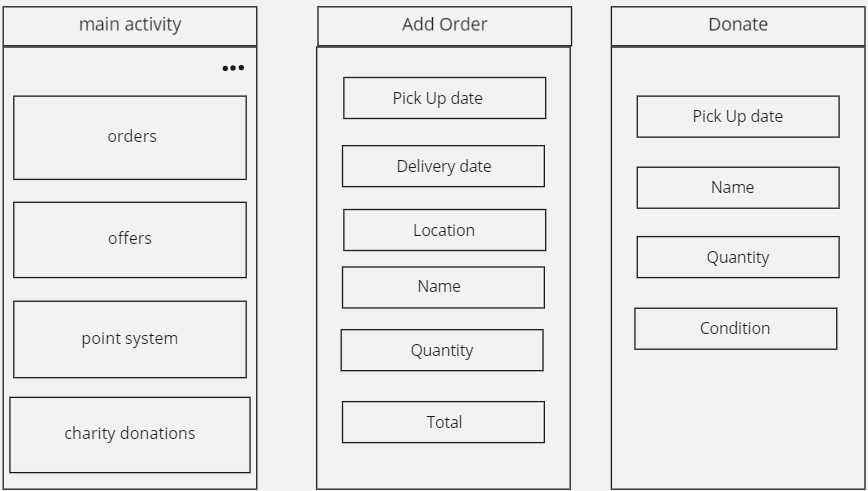 main activity
orders
offers
point system
charity donations
Add Order
Pick Up date
Delivery date
Location
Name
Quantity
Total
Donate
Pick Up date
Name
Quantity
Condition